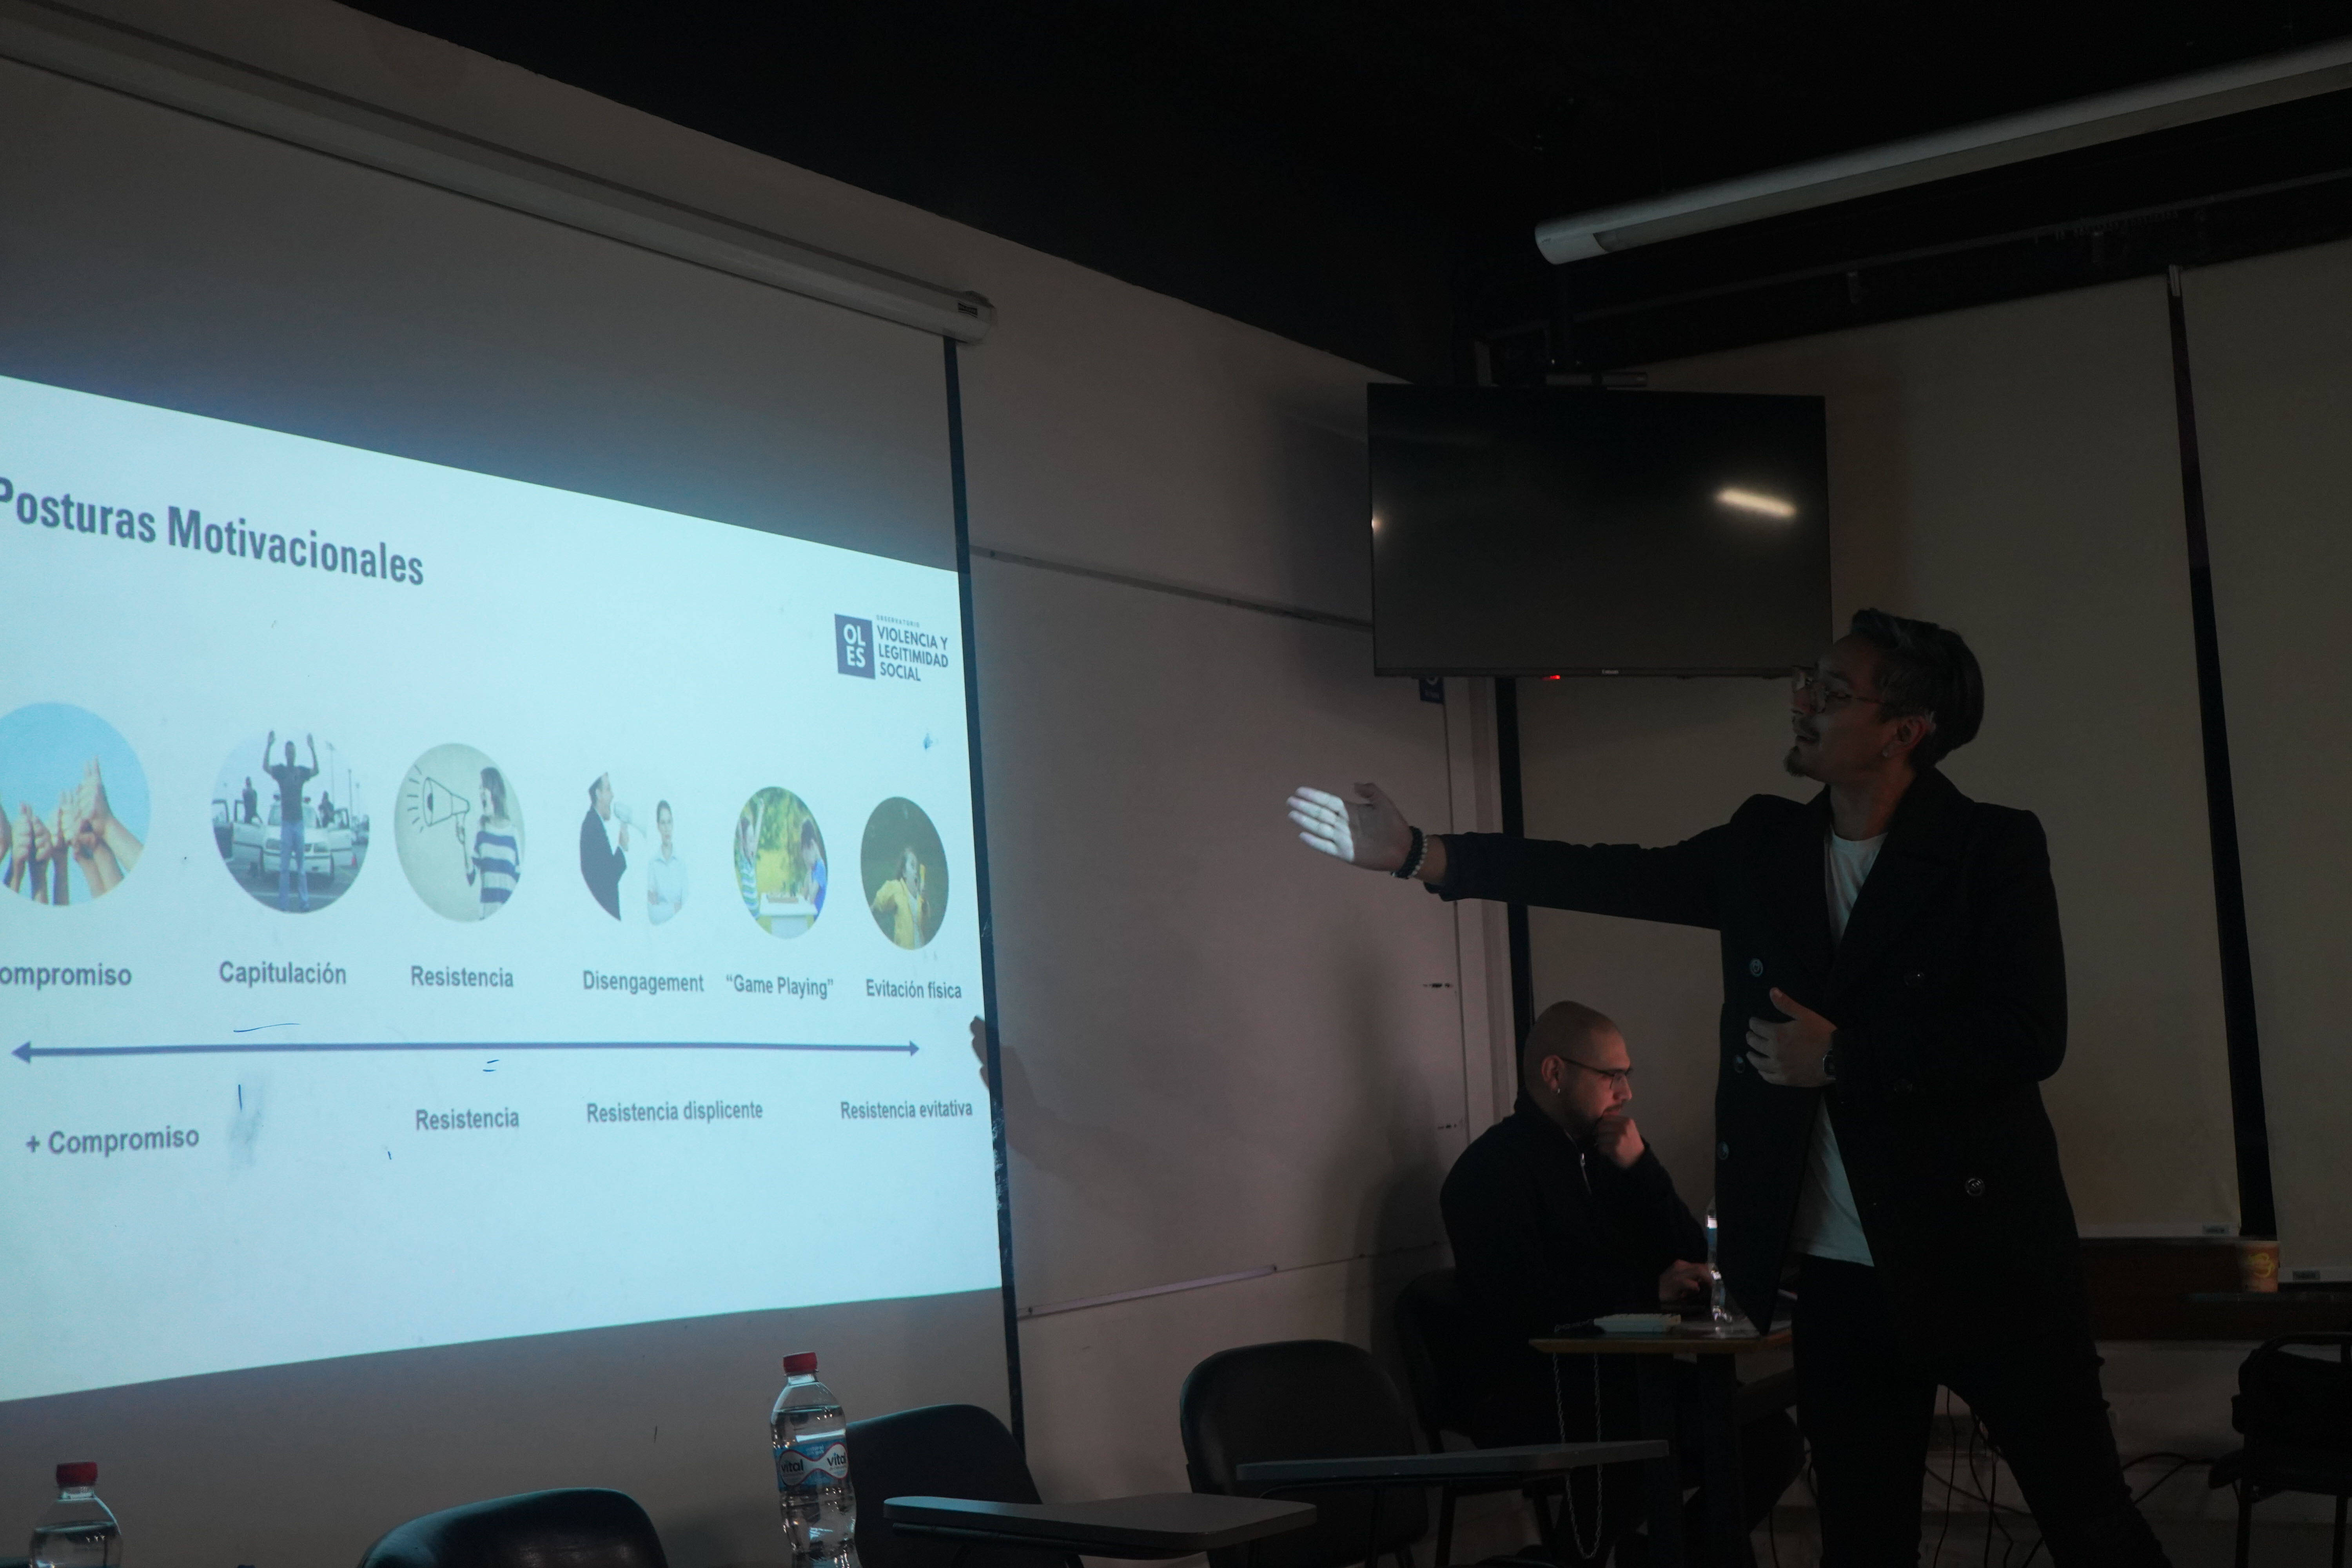 Posturas Motivacionales
OL
ES
OBSERVATORIO
VIOLENCIA Y
LEGITIMIDAD
SOCIAL
ompromiso
Capitulación
Resistencia
Disengagement
“Game Playing”
Evitación física
+ Compromiso
Resistencia
Resistencia displicente
Resistencia evitativa
vital
vital